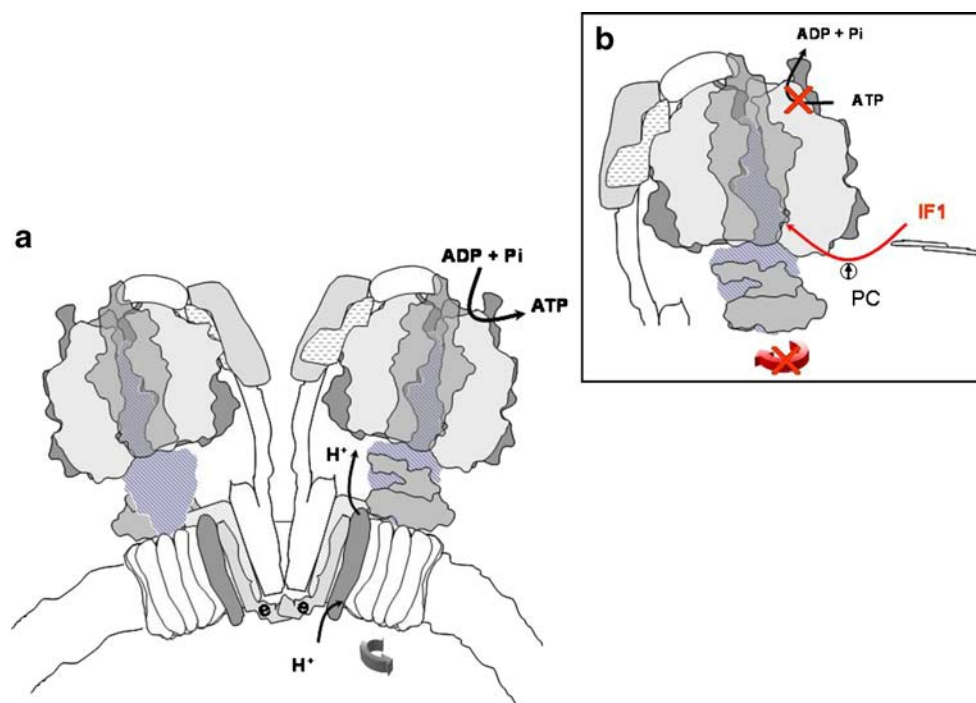 a
ADP + Pi
ATP
H⁺
e e
H⁺
b
ADP + Pi
ATP
IF1
PC